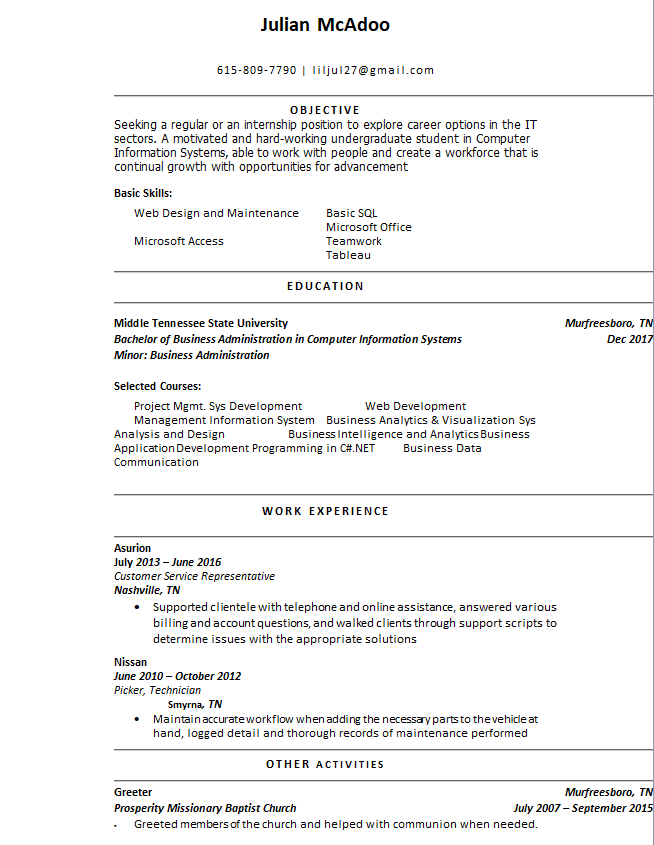 Julian McAdoo
615-809-7790 | liljul27@gmail.com
OBJECTIVE
Seeking a regular or an internship position to explore career options in the IT
sectors. A motivated and hard-working undergraduate student in Computer
Information Systems, able to work with people and create a workforce that is
continual growth with opportunities for advancement
Basic Skills:
Web Design and Maintenance Basic SQL
Microsoft Office
Microsoft Access Teamwork
Tableau
EDUCATION
Middle Tennessee State University Murfreesboro, TN
Bachelor of Business Administration in Computer Information Systems Dec 2017
Minor: Business Administration
Selected Courses:
Project Mgmt. Sys Development Web Development
Management Information System Business Analytics & Visualization Sys
Analysis and Design Business Intelligence and Analytics Business
Application Development Programming in C#.NET Business Data
Communication
WORK EXPERIENCE
Asurion
July 2013 – June 2016
Customer Service Representative
Nashville, TN
• Supported clientele with telephone and online assistance, answered various
billing and account questions, and walked clients through support scripts to
determine issues with the appropriate solutions
Nissan
June 2010 – October 2012
Picker, Technician
Smyrna, TN
• Maintain accurate workflow when adding the necessary parts to the vehicle at
hand, logged detail and thorough records of maintenance performed
OTHER ACTIVITIES
Greeter Murfreesboro, TN
Prosperity Missionary Baptist Church July 2007 – September 2015
• Greeted members of the church and helped with communion when needed.